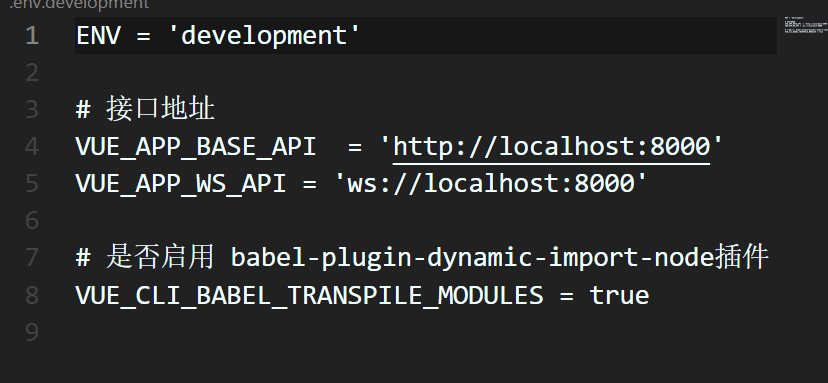 .env.development
1 ENV = 'development'
2
3 # 接口地址
4 VUE_APP_BASE_API  = 'http://localhost:8000'
5 VUE_APP_WS_API = 'ws://localhost:8000'
6
7 # 是否启用 babel-plugin-dynamic-import-node插件
8 VUE_CLI_BABEL_TRANSPILE_MODULES = true
9